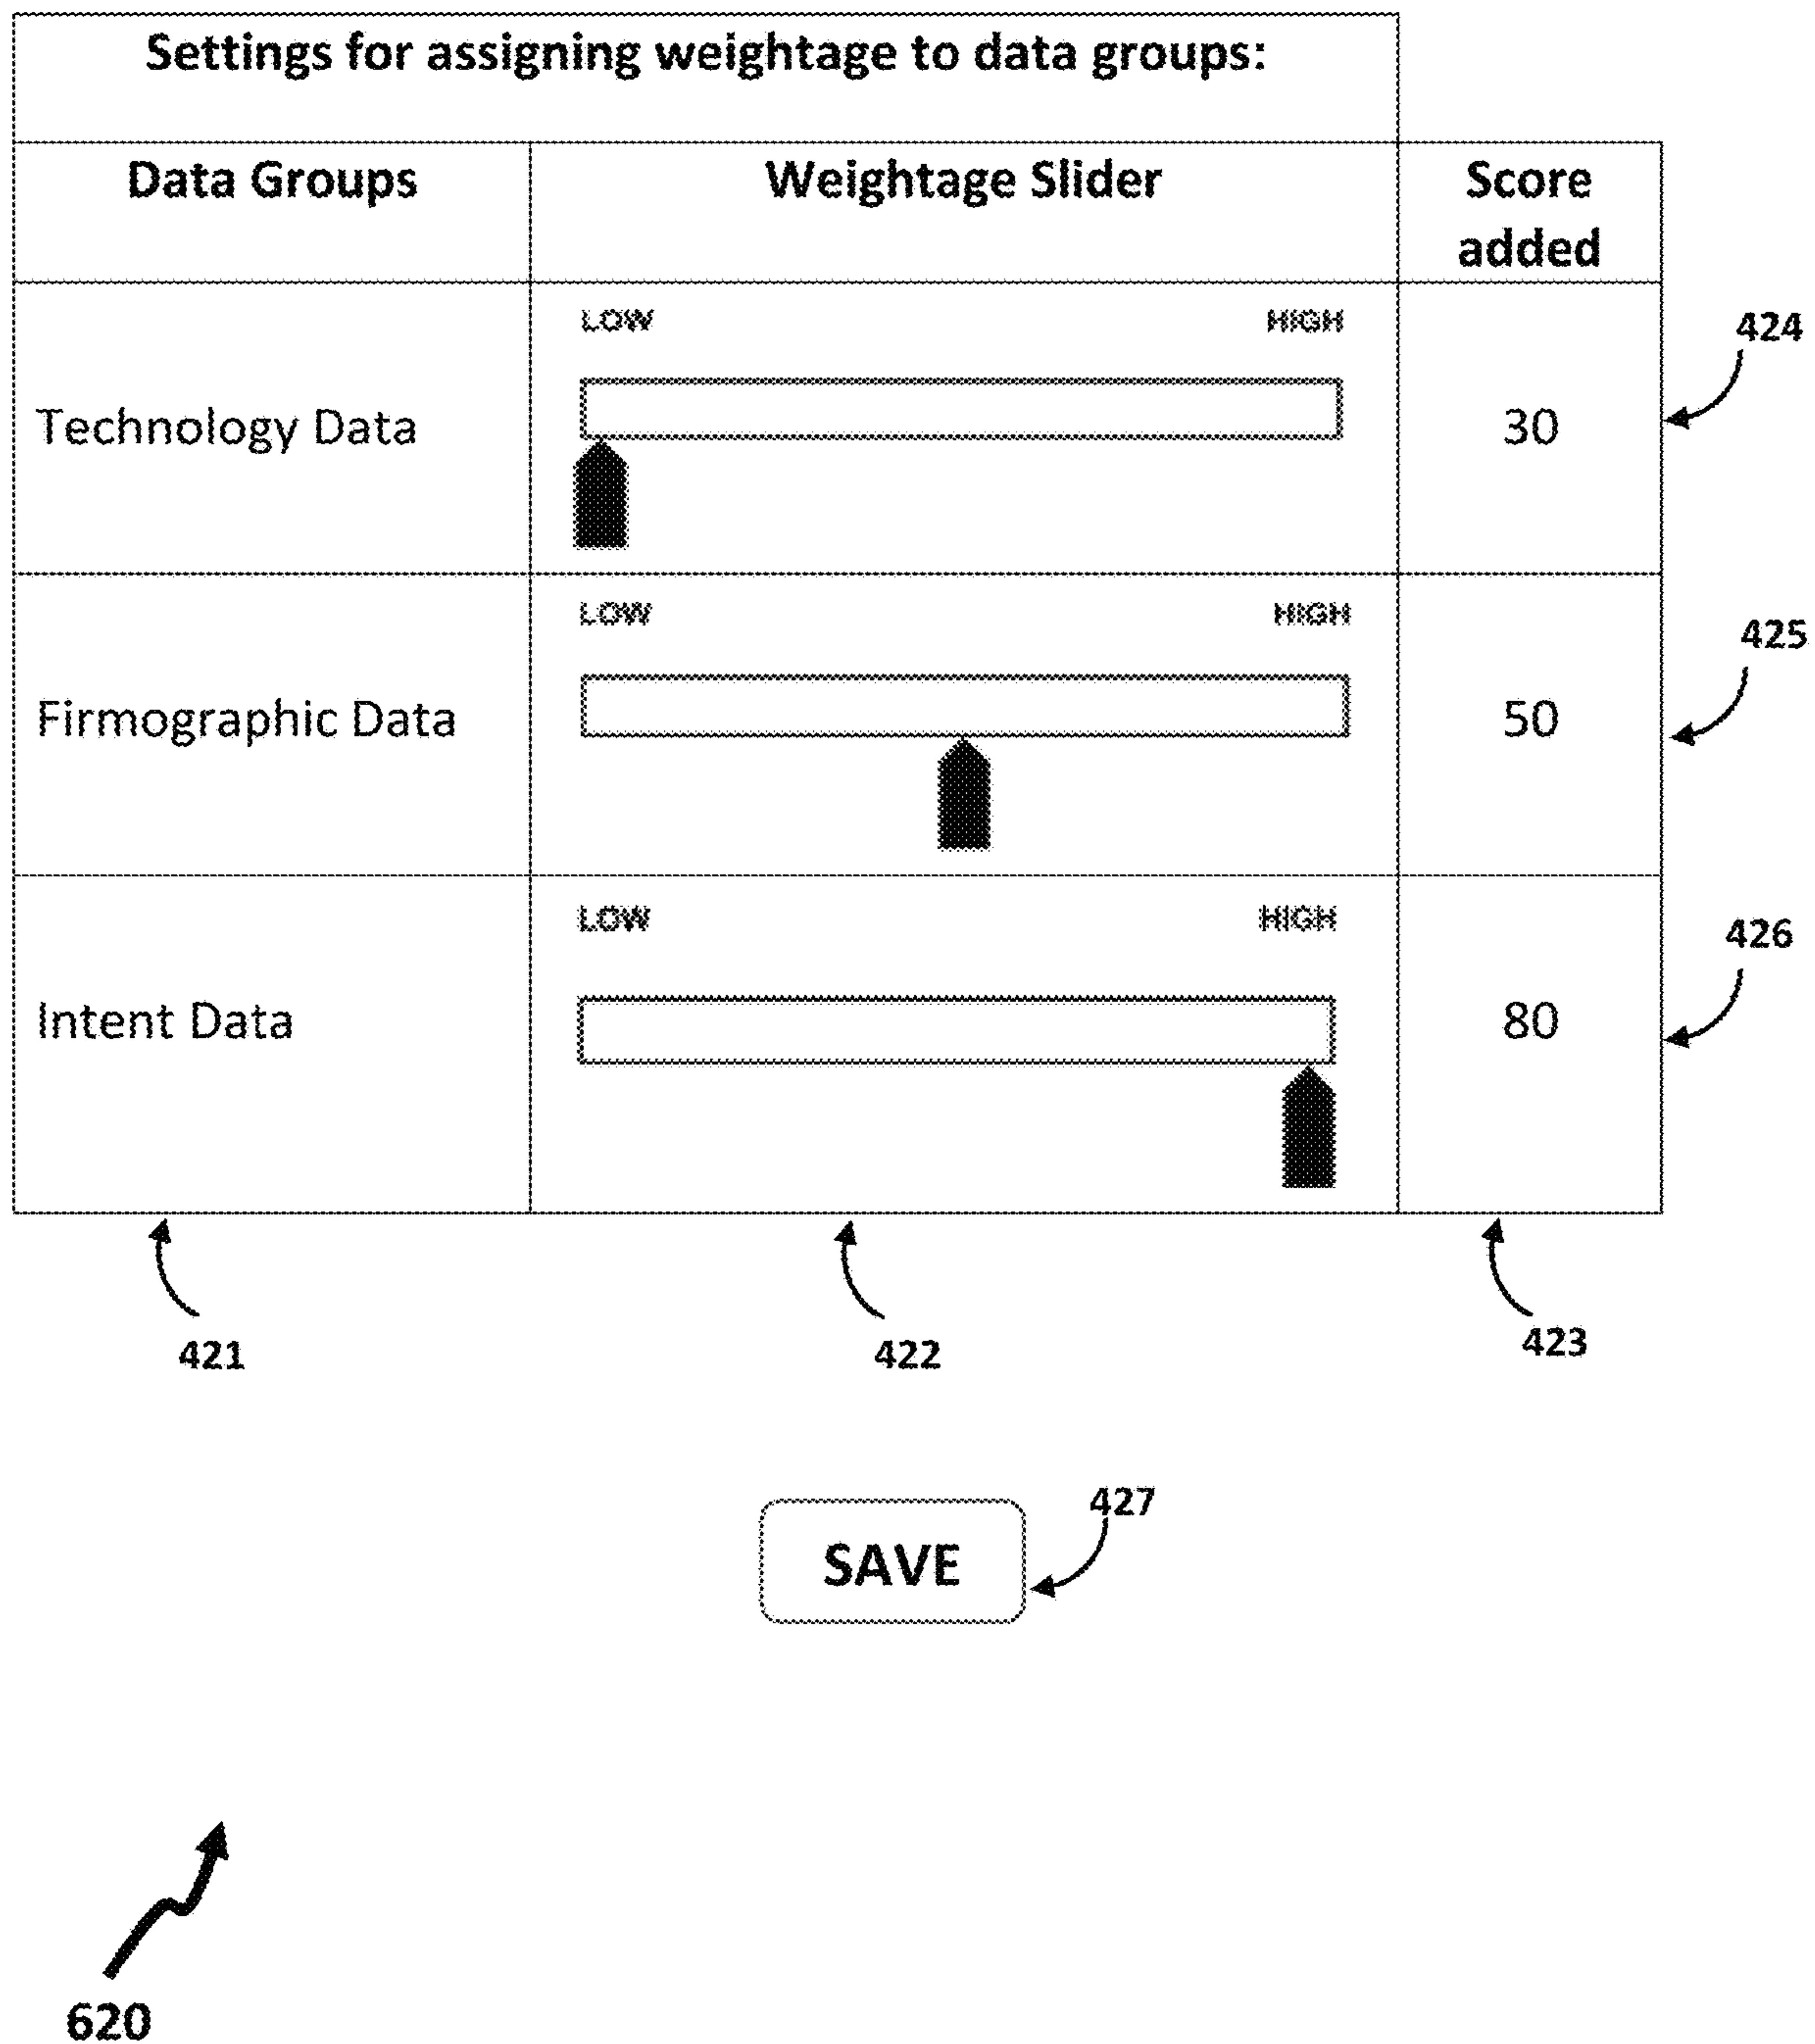 Settings for assigning weightage to data groups:
Data Groups
Weightage Slider
Score
added
LOW
HIGH
424
Technology Data
30
LOW
HIGH
425
Firmographic Data
50
LOW
HIGH
426
Intent Data
80
421
422
423
427
SAVE
620